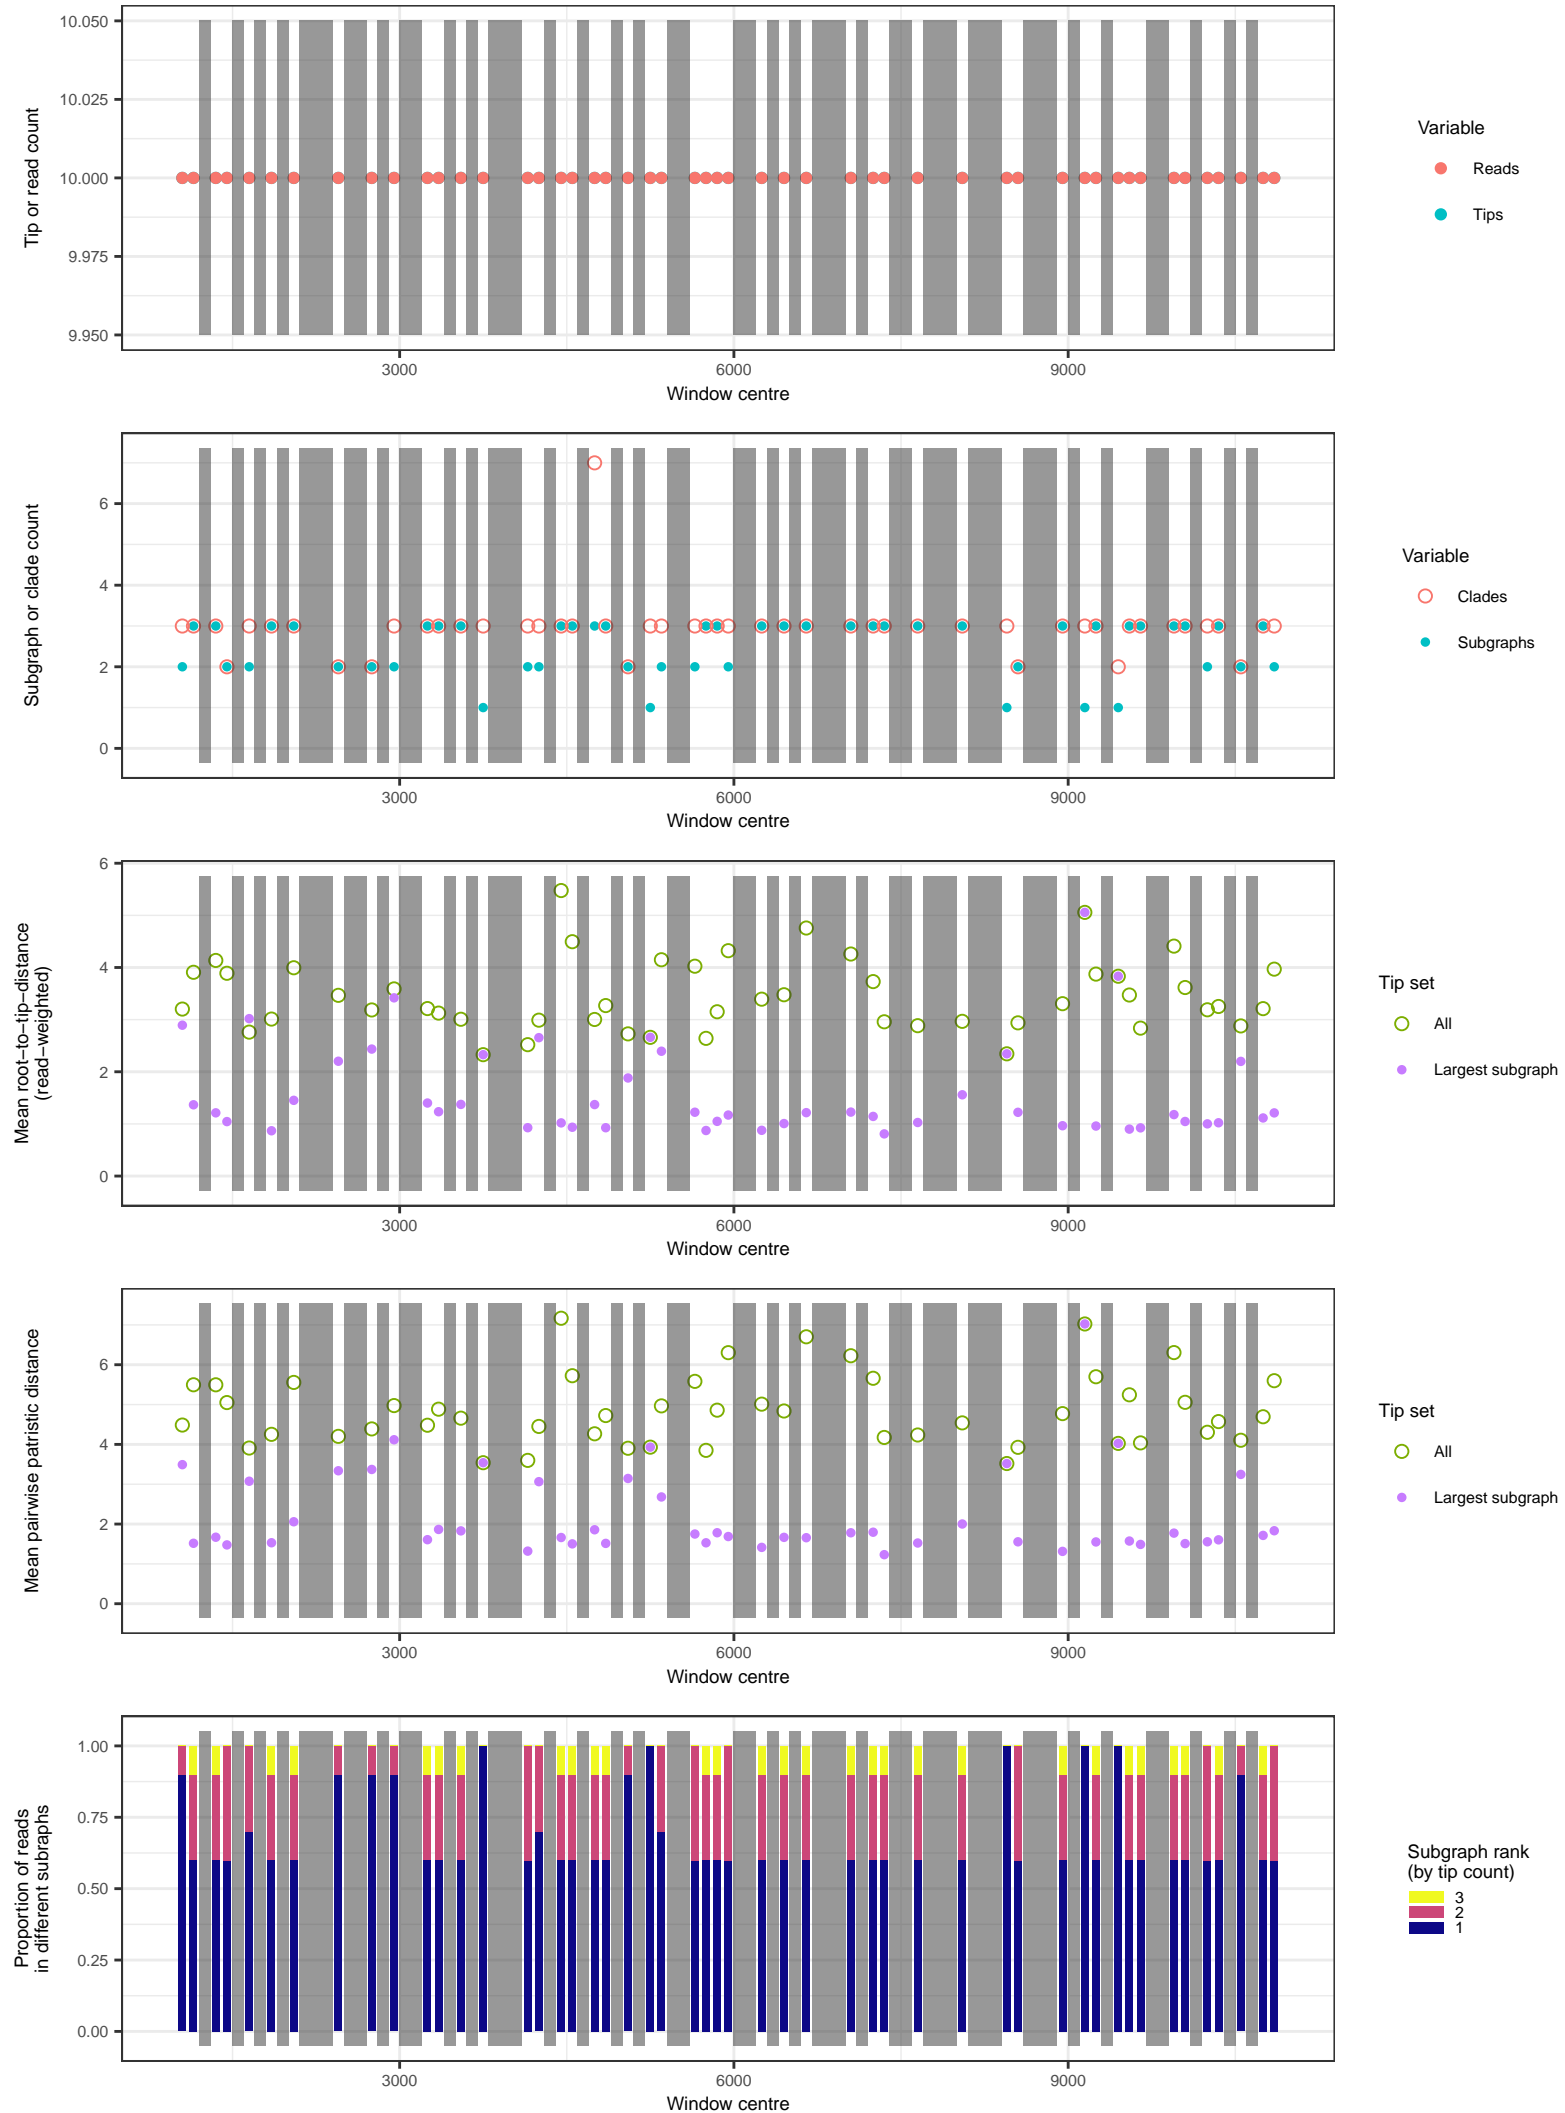 10.050
10.025
10.000
9.975
9.950
Tip or read count
3000
6000
9000
Window centre
Variable
Reads
Tips
6
4
2
0
Subgraph or clade count
3000
6000
9000
Window centre
Variable
Clades
Subgraphs
6
4
2
0
Mean root−to−tip−distance
(read−weighted)
3000
6000
9000
Window centre
Tip set
All
Largest subgraph
6
4
2
0
Mean pairwise patristic distance
3000
6000
9000
Window centre
Tip set
All
Largest subgraph
1.00
0.75
0.50
0.25
0.00
Proportion of reads
in different subraphs
3000
6000
9000
Window centre
Subgraph rank
(by tip count)
3
2
1